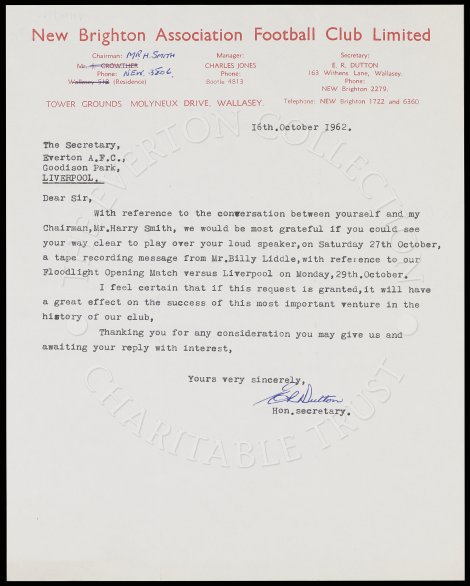 New Brighton Association Football Club Limited
Chairman: MR H. SMITH
Mr. CROWTHER
Phone: NEW. 3806.
Wallasey 518 (Residence)
Manager:
CHARLES JONES
Phone:
Bootle 4813
Secretary:
E. R. DUTTON
163 Withens Lane, Wallasey.
Phone:
NEW Brighton 2279.
TOWER GROUNDS MOLYNEUX DRIVE, WALLASEY.
Telephone: NEW Brighton 1722 and 6360
I6th.October I962.
The Secretary,
Everton A.F.C.,
Goodison Park,
LIVERPOOL.
Dear Sir,
With reference to the conversation between yourself and my
Chairman,Mr.Harry Smith, we would be most grateful if you could see
your way clear to play over your loud speaker,on Saturday 27th October,
a tape recording message from Mr.Billy Liddle,with reference to our
Floodlight Opening Match versus Liverpool on Monday,29th.October.
I feel certain that if this request is granted,it will have
a great effect on the success of this most important venture in the
history of our club,
Thanking you for any consideration you may give us and
awaiting your reply with interest,
Yours very sincerely,
E R Dutton
Hon.secretary.
EVERTON COLLECTION
CHARITABLE TRUST